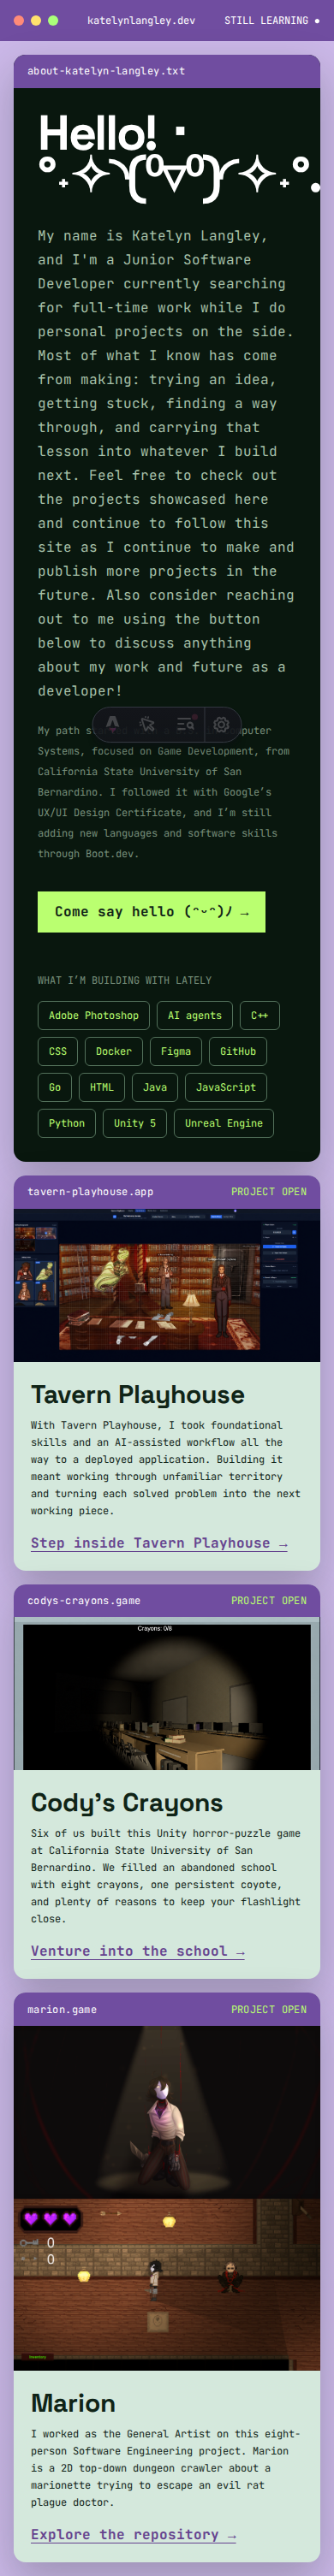 katelynlangley.dev
STILL LEARNING ●
about-katelyn-langley.txt
Hello! ⋅
˚₊‧⟡◝(⁰▿⁰)◜⟡‧₊˚⋅
My name is Katelyn Langley,
and I'm a Junior Software
Developer currently searching
for full-time work while I do
personal projects on the side.
Most of what I know has come
from making: trying an idea,
getting stuck, finding a way
through, and carrying that
lesson into whatever I build
next. Feel free to check out
the projects showcased here
and continue to follow this
site as I continue to make and
publish more projects in the
future. Also consider reaching
out to me using the button
below to discuss anything
about my work and future as a
developer!
My path
Systems, focused on Game Development, from
California State University of San
Bernardino. I followed it with Google’s
UX/UI Design Certificate, and I’m still
adding new languages and software skills
through Boot.dev.
Come say hello (ᵔᵕᵔ)ﾉ →
WHAT I’M BUILDING WITH LATELY
Adobe Photoshop AI agents C++
CSS Docker Figma GitHub
Go HTML Java JavaScript
Python Unity 5 Unreal Engine
tavern-playhouse.app PROJECT OPEN
Tavern Playhouse
With Tavern Playhouse, I took foundational
skills and an AI-assisted workflow all the
way to a deployed application. Building it
meant working through unfamiliar territory
and turning each solved problem into the next
working piece.
Step inside Tavern Playhouse →
codys-crayons.game PROJECT OPEN
Crayons: 0/8
Cody’s Crayons
Six of us built this Unity horror-puzzle game
at California State University of San
Bernardino. We filled an abandoned school
with eight crayons, one persistent coyote,
and plenty of reasons to keep your flashlight
close.
Venture into the school →
marion.game PROJECT OPEN
0
0
Inventory
Marion
I worked as the General Artist on this eight-
person Software Engineering project. Marion
is a 2D top-down dungeon crawler about a
marionette trying to escape an evil rat
plague doctor.
Explore the repository →